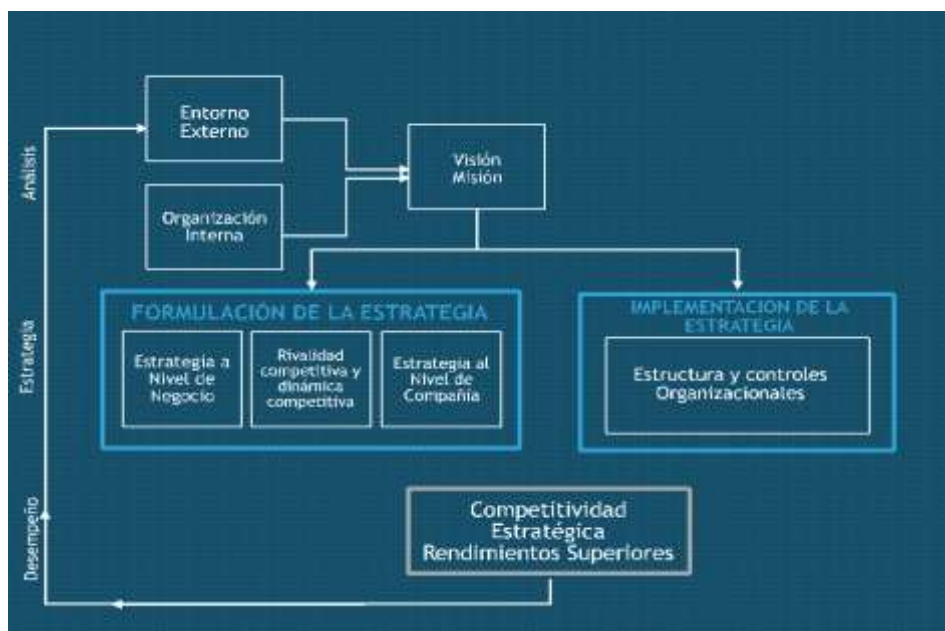 Análisis
Entorno
Externo
Organización
Interna
Visión
Misión
Estrategia
FORMULACIÓN DE LA ESTRATEGIA
Estrategia a
Nivel de
Negocio
Rivalidad
competitiva y
dinámica
competitiva
Estrategia al
Nivel de
Compañía
IMPLEMENTACIÓN DE LA
ESTRATEGIA
Estructura y controles
Organizacionales
Desempeño
Competitividad
Estratégica
Rendimientos Superiores